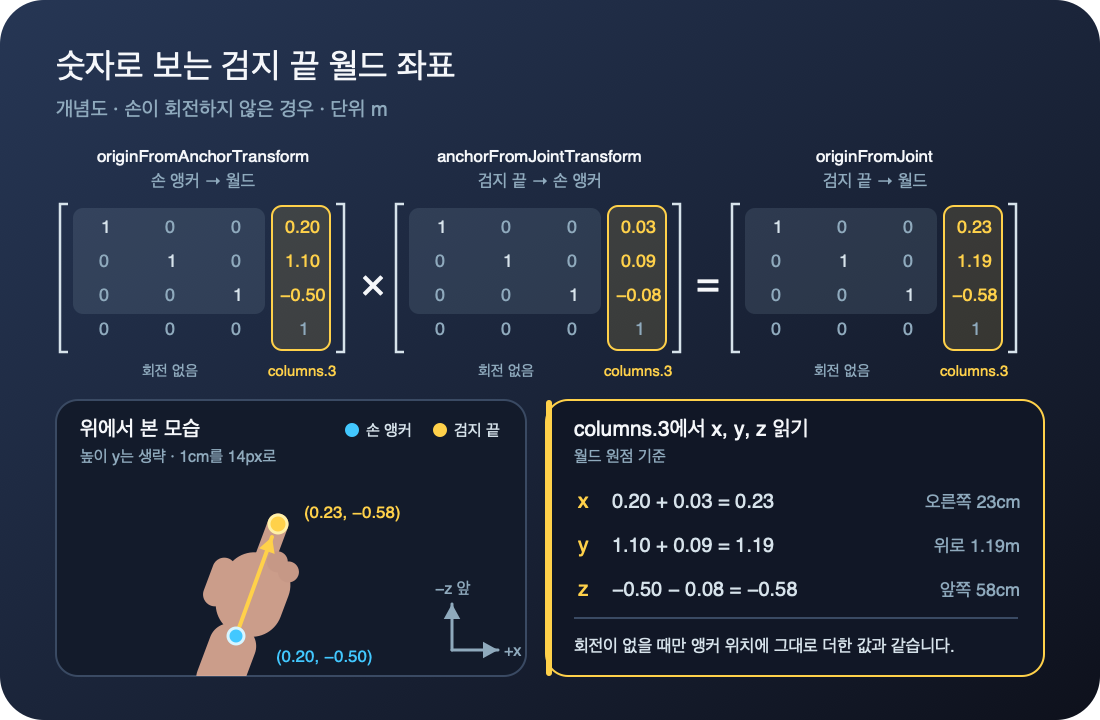 숫자로 보는 검지 끝 월드 좌표
개념도 · 손이 회전하지 않은 경우 · 단위 m
originFromAnchorTransform
손 앵커 → 월드
1 0 0 0.20
0 1 0 1.10
0 0 1 −0.50
0 0 0 1
회전 없음 columns.3
×
anchorFromJointTransform
검지 끝 → 손 앵커
1 0 0 0.03
0 1 0 0.09
0 0 1 −0.08
0 0 0 1
회전 없음 columns.3
=
originFromJoint
검지 끝 → 월드
1 0 0 0.23
0 1 0 1.19
0 0 1 −0.58
0 0 0 1
회전 없음 columns.3
위에서 본 모습
손 앵커 검지 끝
높이 y는 생략 · 1cm를 14px로
(0.23, −0.58)
−z 앞
+x
(0.20, −0.50)
columns.3에서 x, y, z 읽기
월드 원점 기준
x 0.20 + 0.03 = 0.23 오른쪽 23cm
y 1.10 + 0.09 = 1.19 위로 1.19m
z −0.50 − 0.08 = −0.58 앞쪽 58cm
회전이 없을 때만 앵커 위치에 그대로 더한 값과 같습니다.